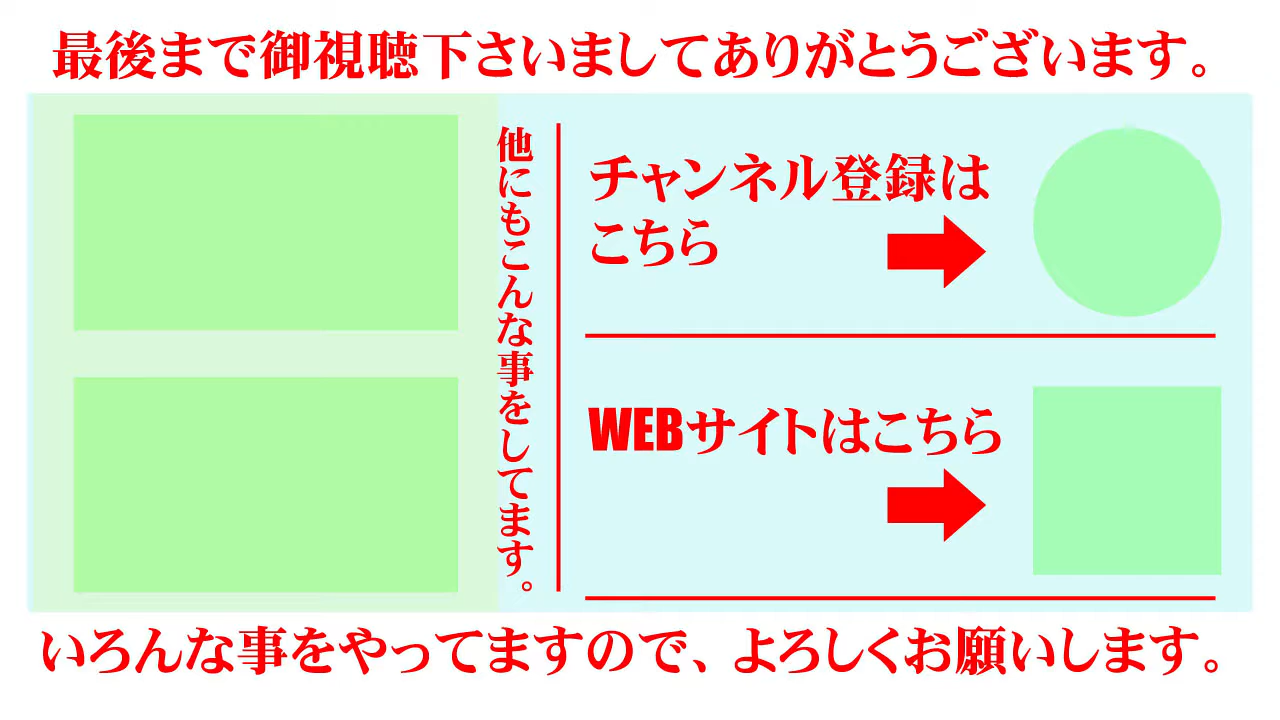 最後まで御視聴下さいましてありがとうございます。
他にもこんな事をしてます。
チャンネル登録は
こちら
WEBサイトはこちら
いろんな事をやってますので、よろしくお願いします。